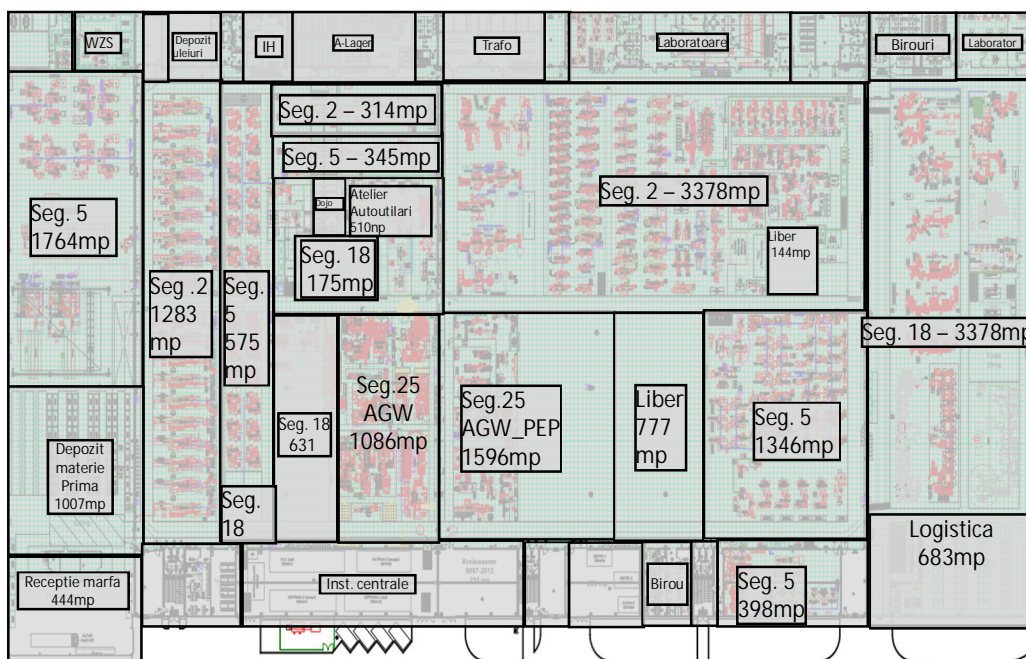 WZS
Depozit
uleiuri
IH
A-Lager
Trafo
Laboratoare
Birouri
Laborator
Seg. 2 – 314mp
Seg. 5 – 345mp
Seg. 2 – 3378mp
Seg. 5
1764mp
Dojo
Atelier
Autoutilari
510np
Seg. 18
175mp
Liber
144mp
Seg .2
1283
mp
Seg.
5
575
mp
Seg. 18 – 3378mp
Seg. 18
631
Seg.25
AGW
1086mp
Seg.25
AGW_PEP
1596mp
Liber
777
mp
Seg. 5
1346mp
Depozit
materie
Prima
1007mp
Seg.
18
Logistica
683mp
Receptie marfa
444mp
Inst. centrale
Birou
Seg. 5
398mp